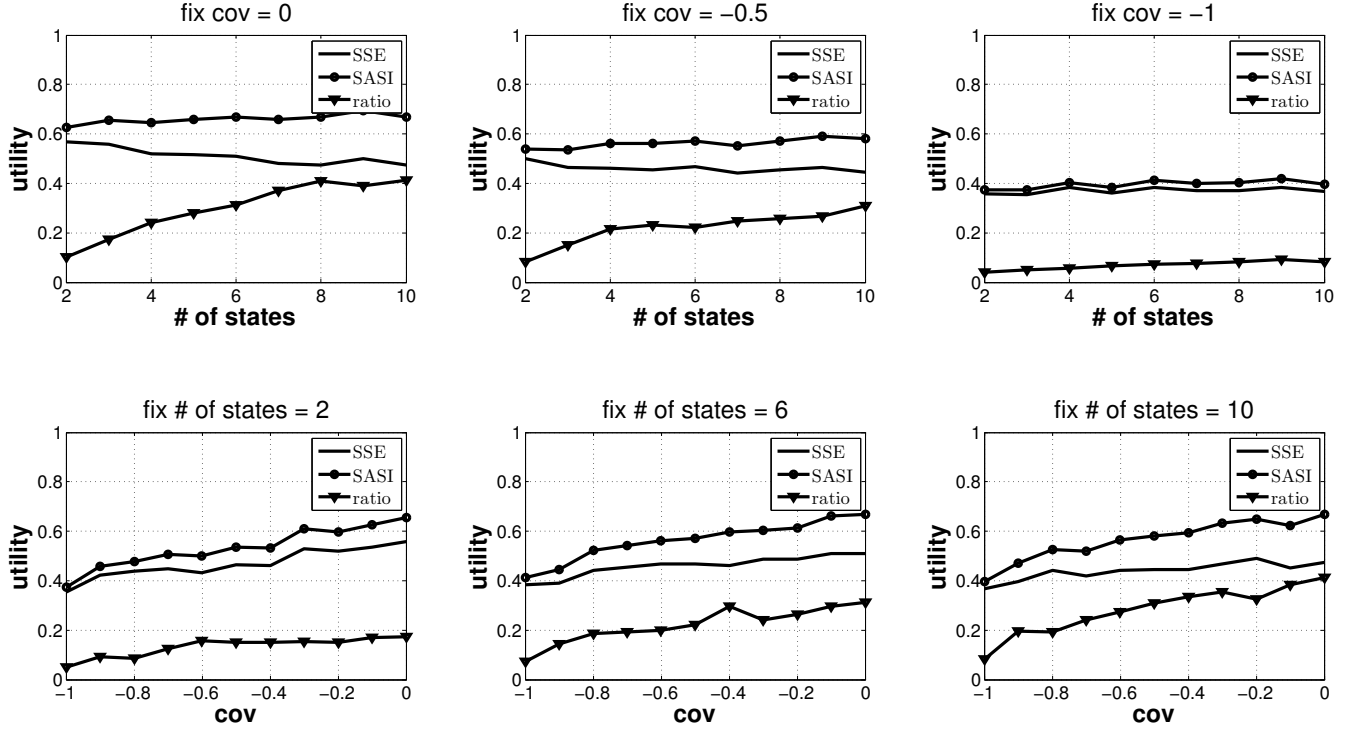 fix cov = 0
1
0.8
0.6
0.4
0.2
0
utility
SSE
SASI
ratio
2
4
6
8
10
# of states
fix cov = −0.5
1
0.8
0.6
0.4
0.2
0
utility
SSE
SASI
ratio
2
4
6
8
10
# of states
fix cov = −1
1
0.8
0.6
0.4
0.2
0
utility
SSE
SASI
ratio
2
4
6
8
10
# of states
fix # of states = 2
1
0.8
0.6
0.4
0.2
0
utility
SSE
SASI
ratio
−1
−0.8
−0.6
−0.4
−0.2
0
cov
fix # of states = 6
1
0.8
0.6
0.4
0.2
0
utility
SSE
SASI
ratio
−1
−0.8
−0.6
−0.4
−0.2
0
cov
fix # of states = 10
1
0.8
0.6
0.4
0.2
0
utility
SSE
SASI
ratio
−1
−0.8
−0.6
−0.4
−0.2
0
cov